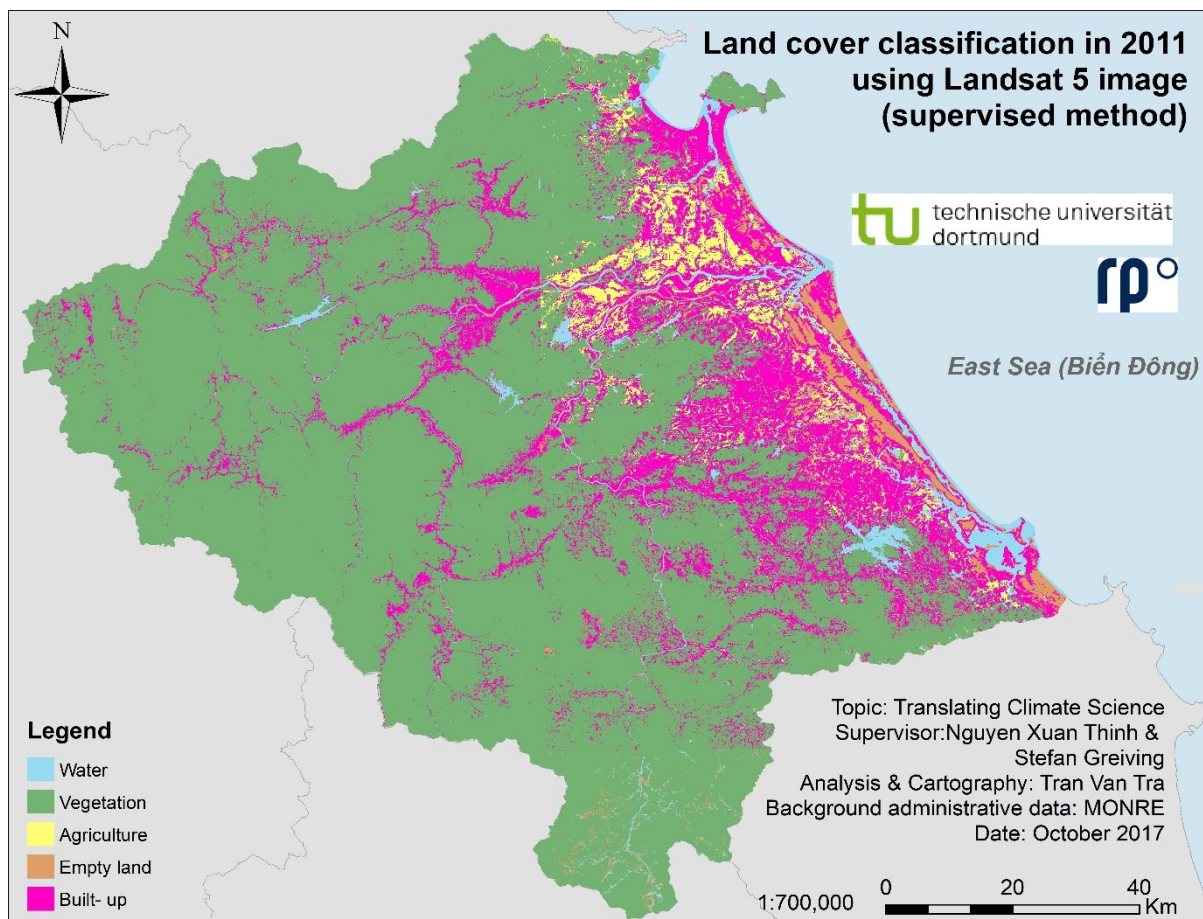 N
Land cover classification in 2011
using Landsat 5 image
(supervised method)
tu technische universität
dortmund
rp
East Sea (Biển Đông)
Legend
Water
Vegetation
Agriculture
Empty land
Built- up
Topic: Translating Climate Science
Supervisor:Nguyen Xuan Thinh &
Stefan Greiving
Analysis & Cartography: Tran Van Tra
Background administrative data: MONRE
Date: October 2017
1:700,000
0 20 40
Km